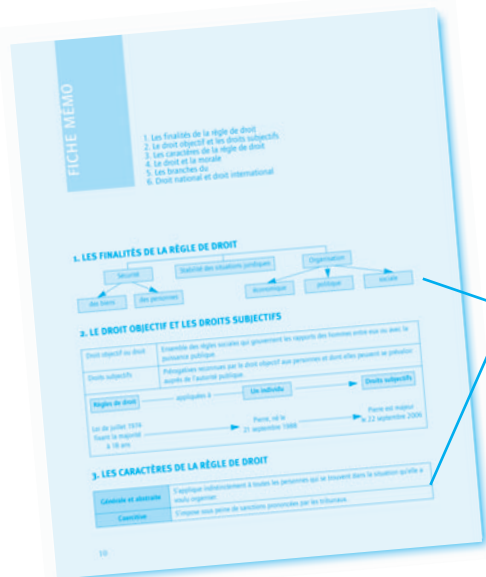 FICHE MÉMO
1. Les finalités de la règle de droit
2. Le droit objectif et les droits subjectifs
3. Les caractères de la règle de droit
4. Le droit et la morale
5. Les branches du
6. Droit national et droit international
1. LES FINALITÉS DE LA RÈGLE DE DROIT
Sécurité
Stabilité des situations juridiques
Organisation
des biens
des personnes
économique
politique
sociale
2. LE DROIT OBJECTIF ET LES DROITS SUBJECTIFS
Droit objectif ou droit
Ensemble des règles sociales qui gouvernent les rapports des hommes entre eux ou avec la
puissance publique.
Droits subjectifs
Prérogatives reconnues par le droit objectif aux personnes et dont elles peuvent se prévaloir
auprès de l'autorité publique.
Règles de droit
appliquées à
Un individu
Droits subjectifs
Loi de juillet 1974
fixant la majorité
à 18 ans
Pierre, né le
21 septembre 1988
Pierre est majeur
le 22 septembre 2006
3. LES CARACTÈRES DE LA RÈGLE DE DROIT
Générale et abstraite
S'applique indistinctement à toutes les personnes qui se trouvent dans la situation qu'elle a
voulu organiser.
Coercitive
S'impose sous peine de sanctions prononcées par les tribunaux.
10